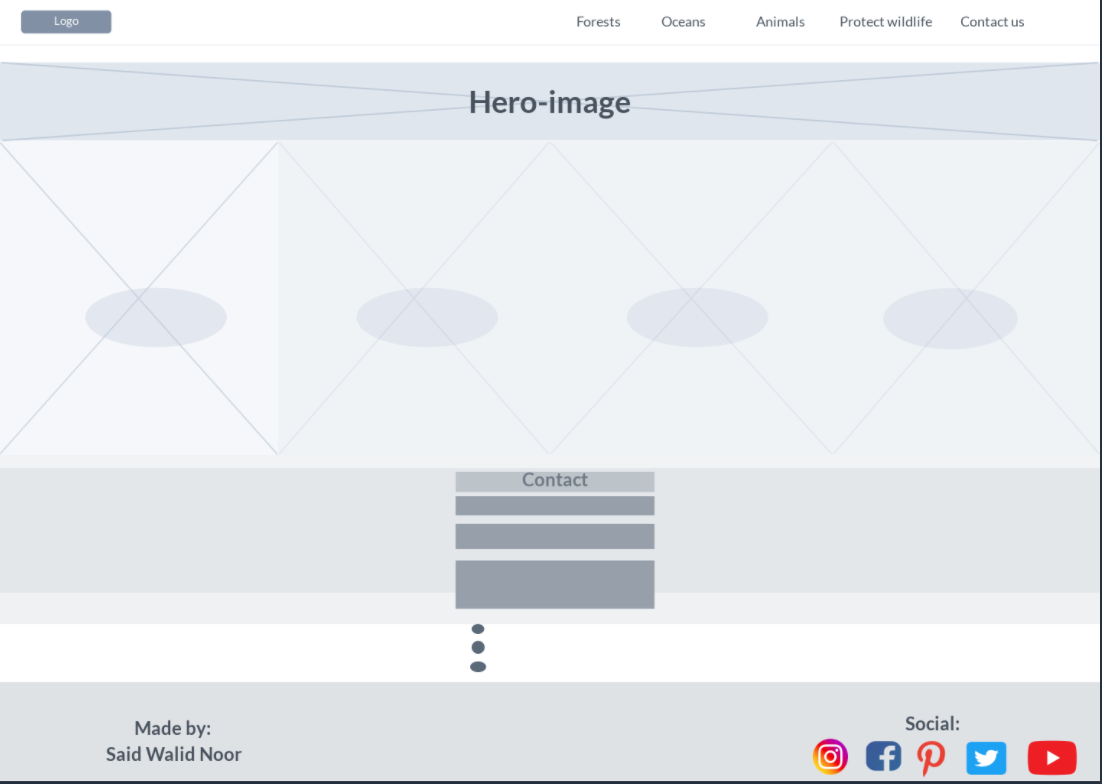 Logo
Forests
Oceans
Animals
Protect wildlife
Contact us
Hero-image
Contact
Made by:
Said Walid Noor
Social: